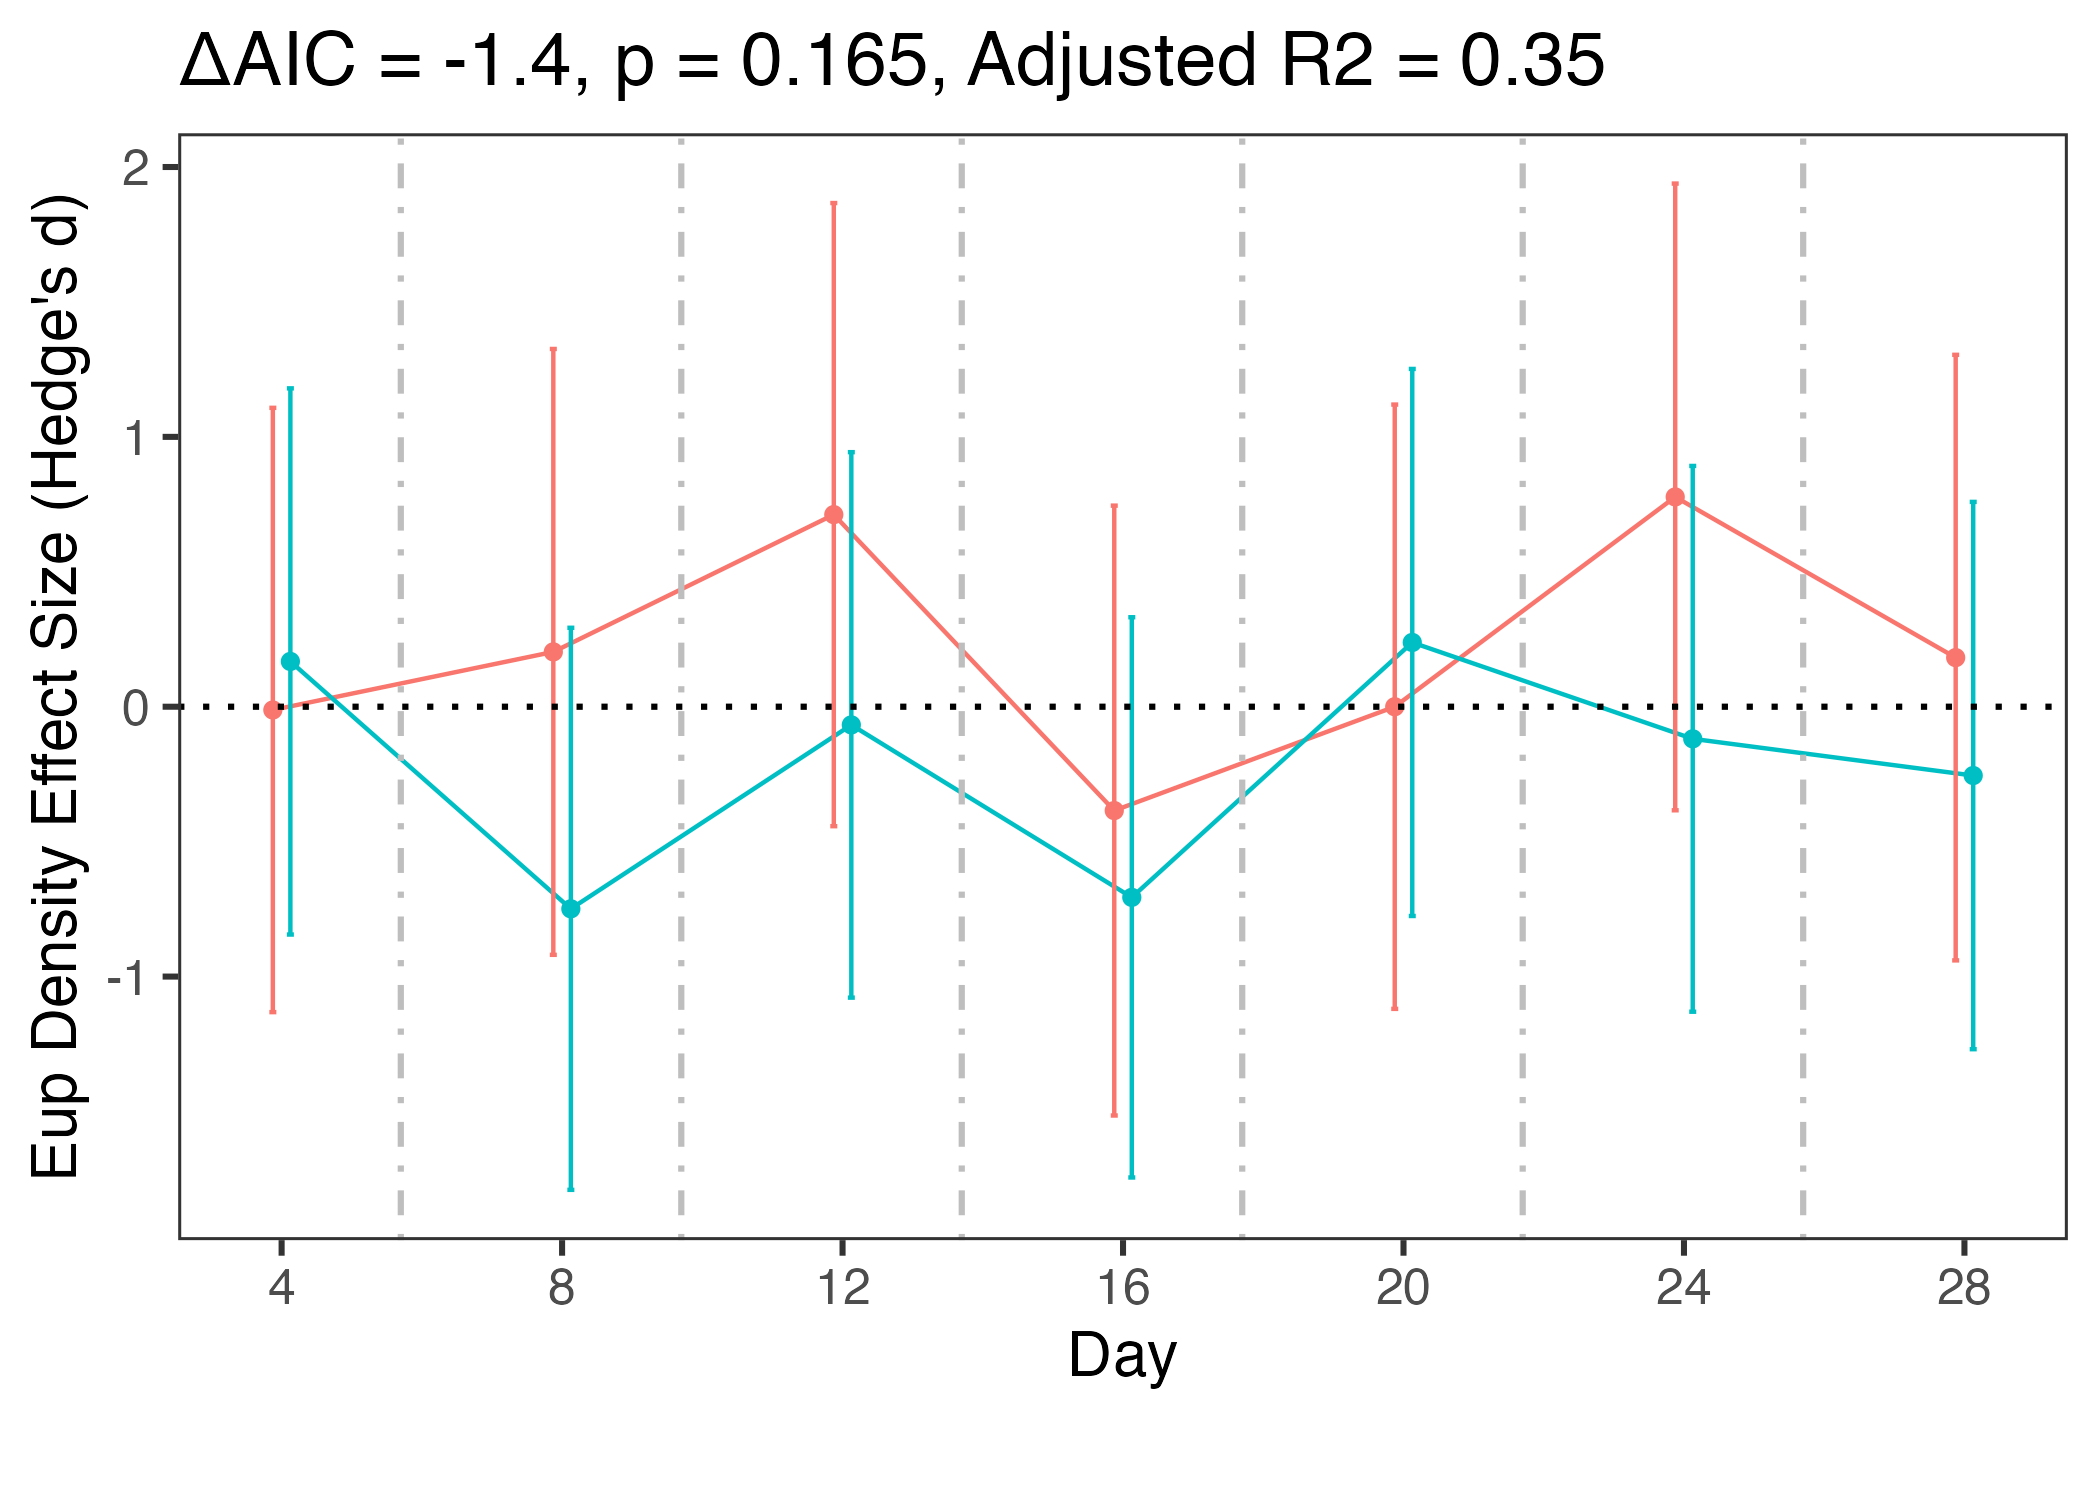 ΔAIC = -1.4, p = 0.165, Adjusted R2 = 0.35
Eup Density Effect Size (Hedge's d)
2
1
0
-1
4 8 12 16 20 24 28
Day